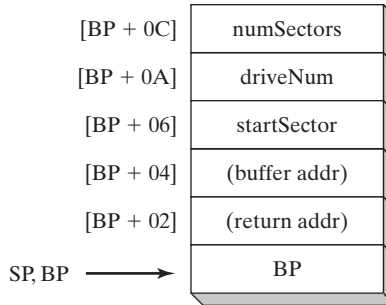 [BP + 0C] numSectors
[BP + 0A] driveNum
[BP + 06] startSector
[BP + 04] (buffer addr)
[BP + 02] (return addr)
SP, BP BP